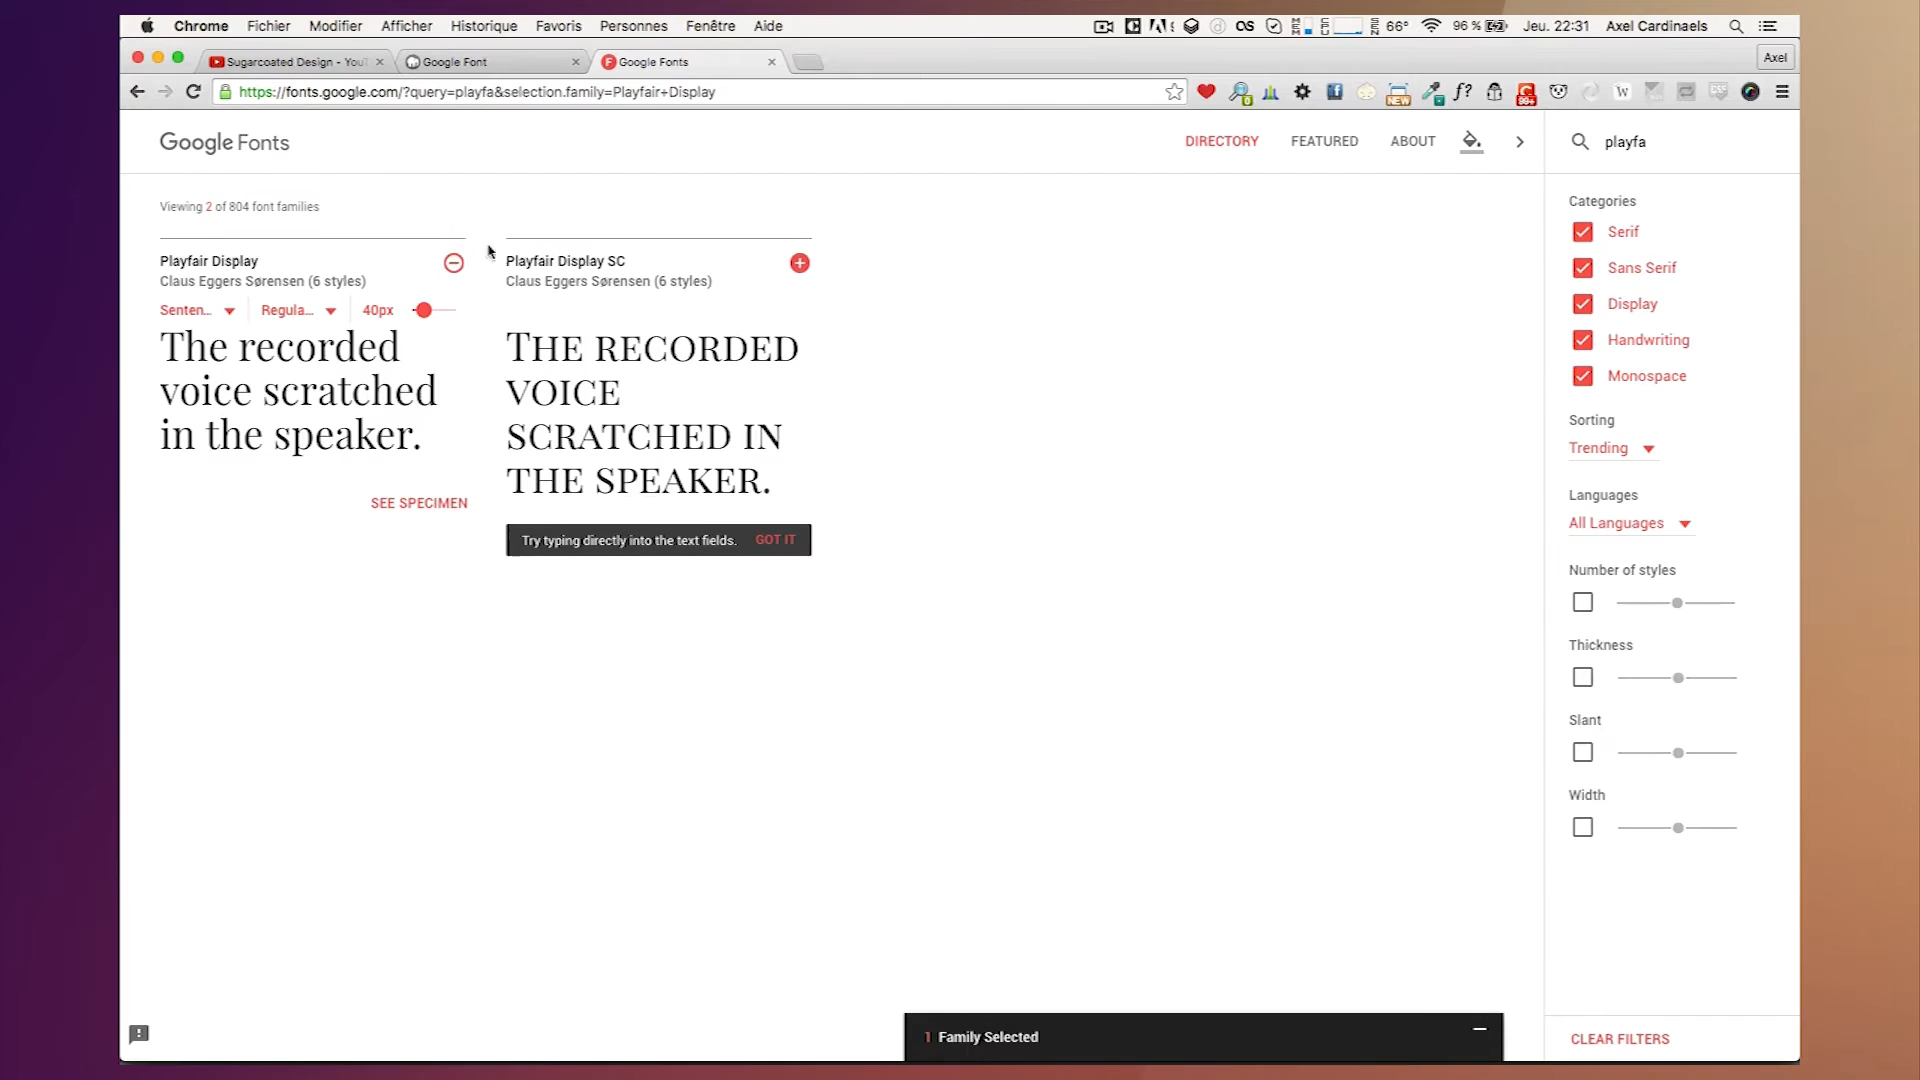 Chrome Fichier Modifier Afficher Historique Favoris Personnes Fenêtre Aide 66° 96 % Jeu. 22:31 Axel Cardinaels
Sugarcoated Design - You Google Font Google Fonts Axel
https://fonts.google.com/?query=playfa&selection.family=Playfair+Display
Google Fonts DIRECTORY FEATURED ABOUT playfa
Viewing 2 of 804 font families
Playfair Display
Claus Eggers Sørensen (6 styles)
Senten... Regula... 40px
The recorded
voice scratched
in the speaker.
SEE SPECIMEN
Playfair Display SC
Claus Eggers Sørensen (6 styles)
THE RECORDED
VOICE
SCRATCHED IN
THE SPEAKER.
Try typing directly into the text fields. GOT IT
Categories
Serif
Sans Serif
Display
Handwriting
Monospace
Sorting
Trending
Languages
All Languages
Number of styles
Thickness
Slant
Width
1 Family Selected
CLEAR FILTERS